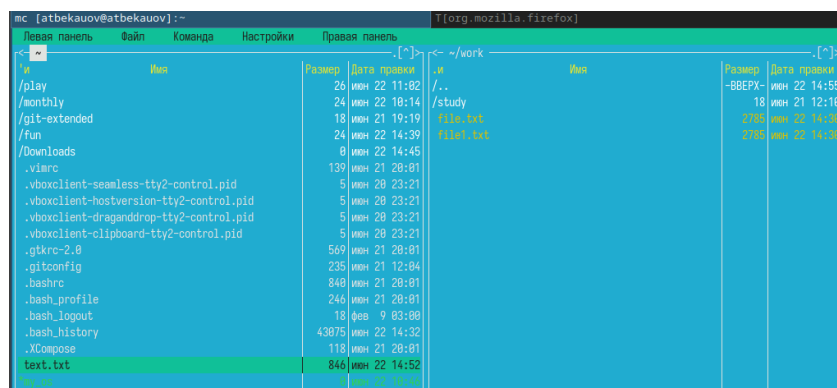 mc [atbekauov@atbekauov]:~ T[org.mozilla.firefox]
Левая панель Файл Команда Настройки Правая панель
<- ~ .[^]> <- ~/work .[^]>
'и Имя Размер Дата правки .и Имя Размер Дата правки
/play 26 июн 22 11:02 /.. -ВВЕРХ- июн 22 14:55
/monthly 24 июн 22 10:14 /study 18 июн 21 12:10
/git-extended 18 июн 21 19:19 file.txt 2785 июн 22 14:30
/fun 24 июн 22 14:39 file1.txt 2785 июн 22 14:30
/Downloads 0 июн 22 14:45
.vimrc 139 июн 21 20:01
.vboxclient-seamless-tty2-control.pid 5 июн 20 23:21
.vboxclient-hostversion-tty2-control.pid 5 июн 20 23:21
.vboxclient-draganddrop-tty2-control.pid 5 июн 20 23:21
.vboxclient-clipboard-tty2-control.pid 5 июн 20 23:21
.gtkrc-2.0 569 июн 21 20:01
.gitconfig 235 июн 21 12:04
.bashrc 840 июн 21 20:01
.bash_profile 246 июн 21 20:01
.bash_logout 18 фев 9 03:00
.bash_history 43075 июн 22 14:32
.XCompose 118 июн 21 20:01
text.txt 846 июн 22 14:52